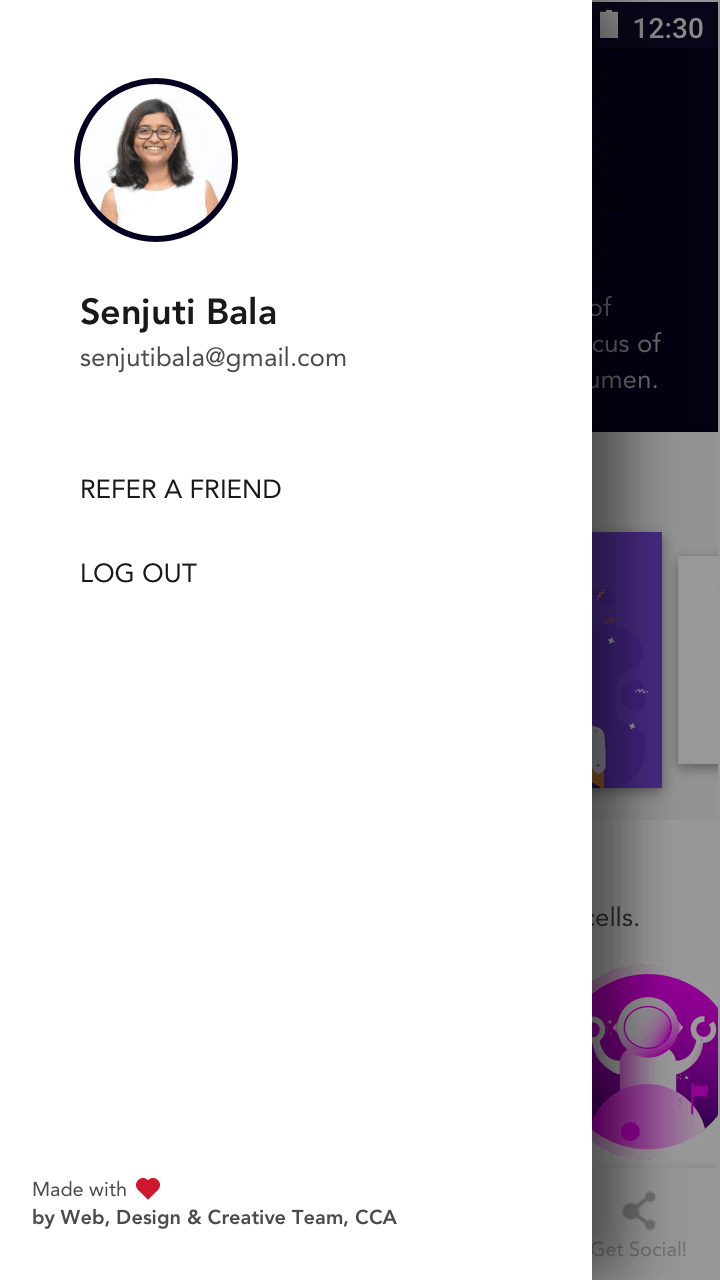 12:30
Senjuti Bala
senjutibala@gmail.com
of
cus of
umen.
REFER A FRIEND
LOG OUT
cells.
Made with
by Web, Design & Creative Team, CCA
Get Social!